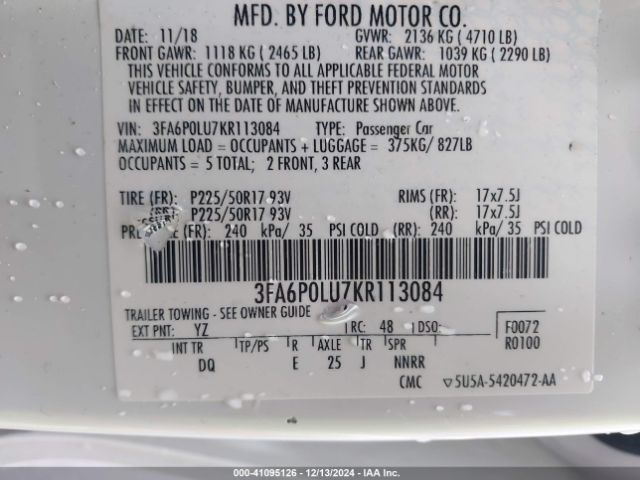 MFD. BY FORD MOTOR CO.
DATE: 11/18 GVWR: 2136 KG ( 4710 LB)
FRONT GAWR: 1118 KG ( 2465 LB) REAR GAWR: 1039 KG ( 2290 LB)
THIS VEHICLE CONFORMS TO ALL APPLICABLE FEDERAL MOTOR
VEHICLE SAFETY, BUMPER, AND THEFT PREVENTION STANDARDS
IN EFFECT ON THE DATE OF MANUFACTURE SHOWN ABOVE.
VIN: 3FA6P0LU7KR113084 TYPE: Passenger Car
MAXIMUM LOAD = OCCUPANTS + LUGGAGE = 375KG/ 827LB
OCCUPANTS = 5 TOTAL; 2 FRONT, 3 REAR
TIRE (FR): P225/50R17 93V RIMS (FR): 17x7.5J
(RR): P225/50R17 93V (RR): 17x7.5J
(FR): 240 kPa/ 35 PSI COLD (RR): 240 kPa/ 35 PSI COLD
3FA6P0LU7KR113084
TRAILER TOWING - SEE OWNER GUIDE
EXT PNT: YZ RC: 48 DSO: F0072
INT TR TP/PS R AXLE TR SPR R0100
DQ E 25 J NNRR
CMC ▽5U5A-5420472-AA
000-41095126 - 12/13/2024 - IAA Inc.